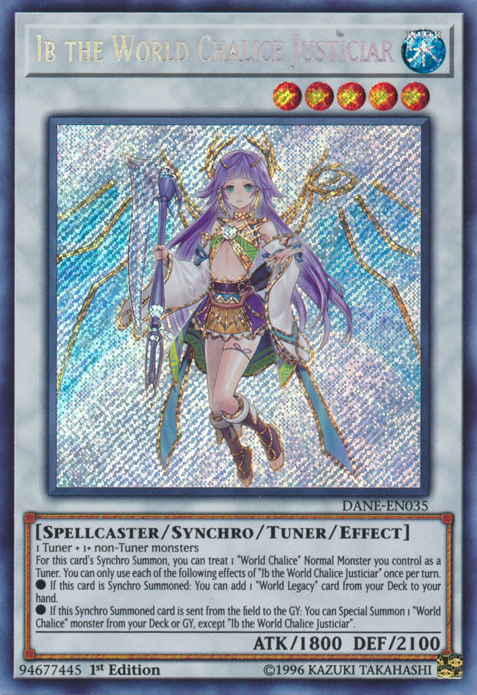 Ib the World Chalice Justiciar
DANE-EN035
[Spellcaster/Synchro/Tuner/Effect]
1 Tuner + 1+ non-Tuner monsters
For this card's Synchro Summon, you can treat 1 "World Chalice" Normal Monster you control as a
Tuner. You can only use each of the following effects of "Ib the World Chalice Justiciar" once per turn.
● If this card is Synchro Summoned: You can add 1 "World Legacy" card from your Deck to your
hand.
● If this Synchro Summoned card is sent from the field to the GY: You can Special Summon 1 "World
Chalice" monster from your Deck or GY, except "Ib the World Chalice Justiciar".
ATK/1800 DEF/2100
94677445 1st Edition ©1996 KAZUKI TAKAHASHI